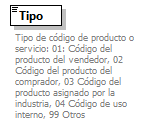 Tipo
Tipo de código de producto o
servicio: 01: Código del
producto del vendedor, 02
Código del producto del
comprador, 03 Código del
producto asignado por la
industria, 04 Código de uso
interno, 99 Otros